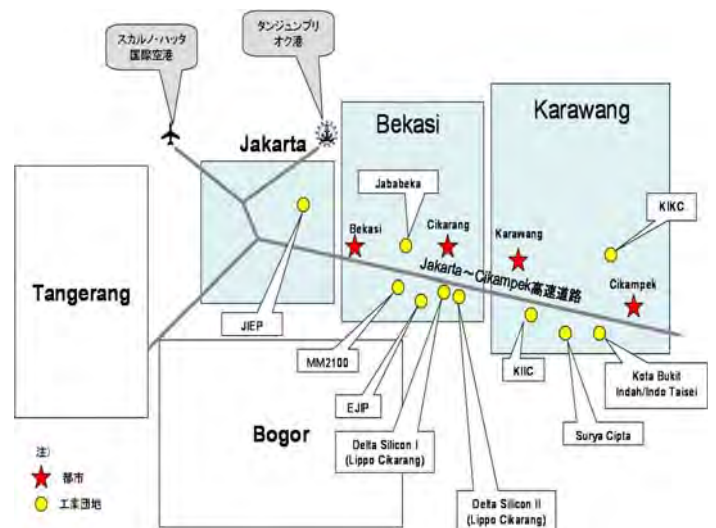 スカルノ・ハッタ
国際空港
タンジュンプリ
オク港
Jakarta
Bekasi
Karawang
Jababeka
KIKC
Bekasi
Cikarang
Karawang
Jakarta～Cikampek高速道路
Cikampek
Tangerang
JIEP
MM2100
EJIP
KIIC
Kota Bukit
Indah/Indo Taisei
Surya Cipta
Bogor
Delta Silicon I
(Lippo Cikarang)
Delta Silicon II
(Lippo Cikarang)
注）
都市
工業団地